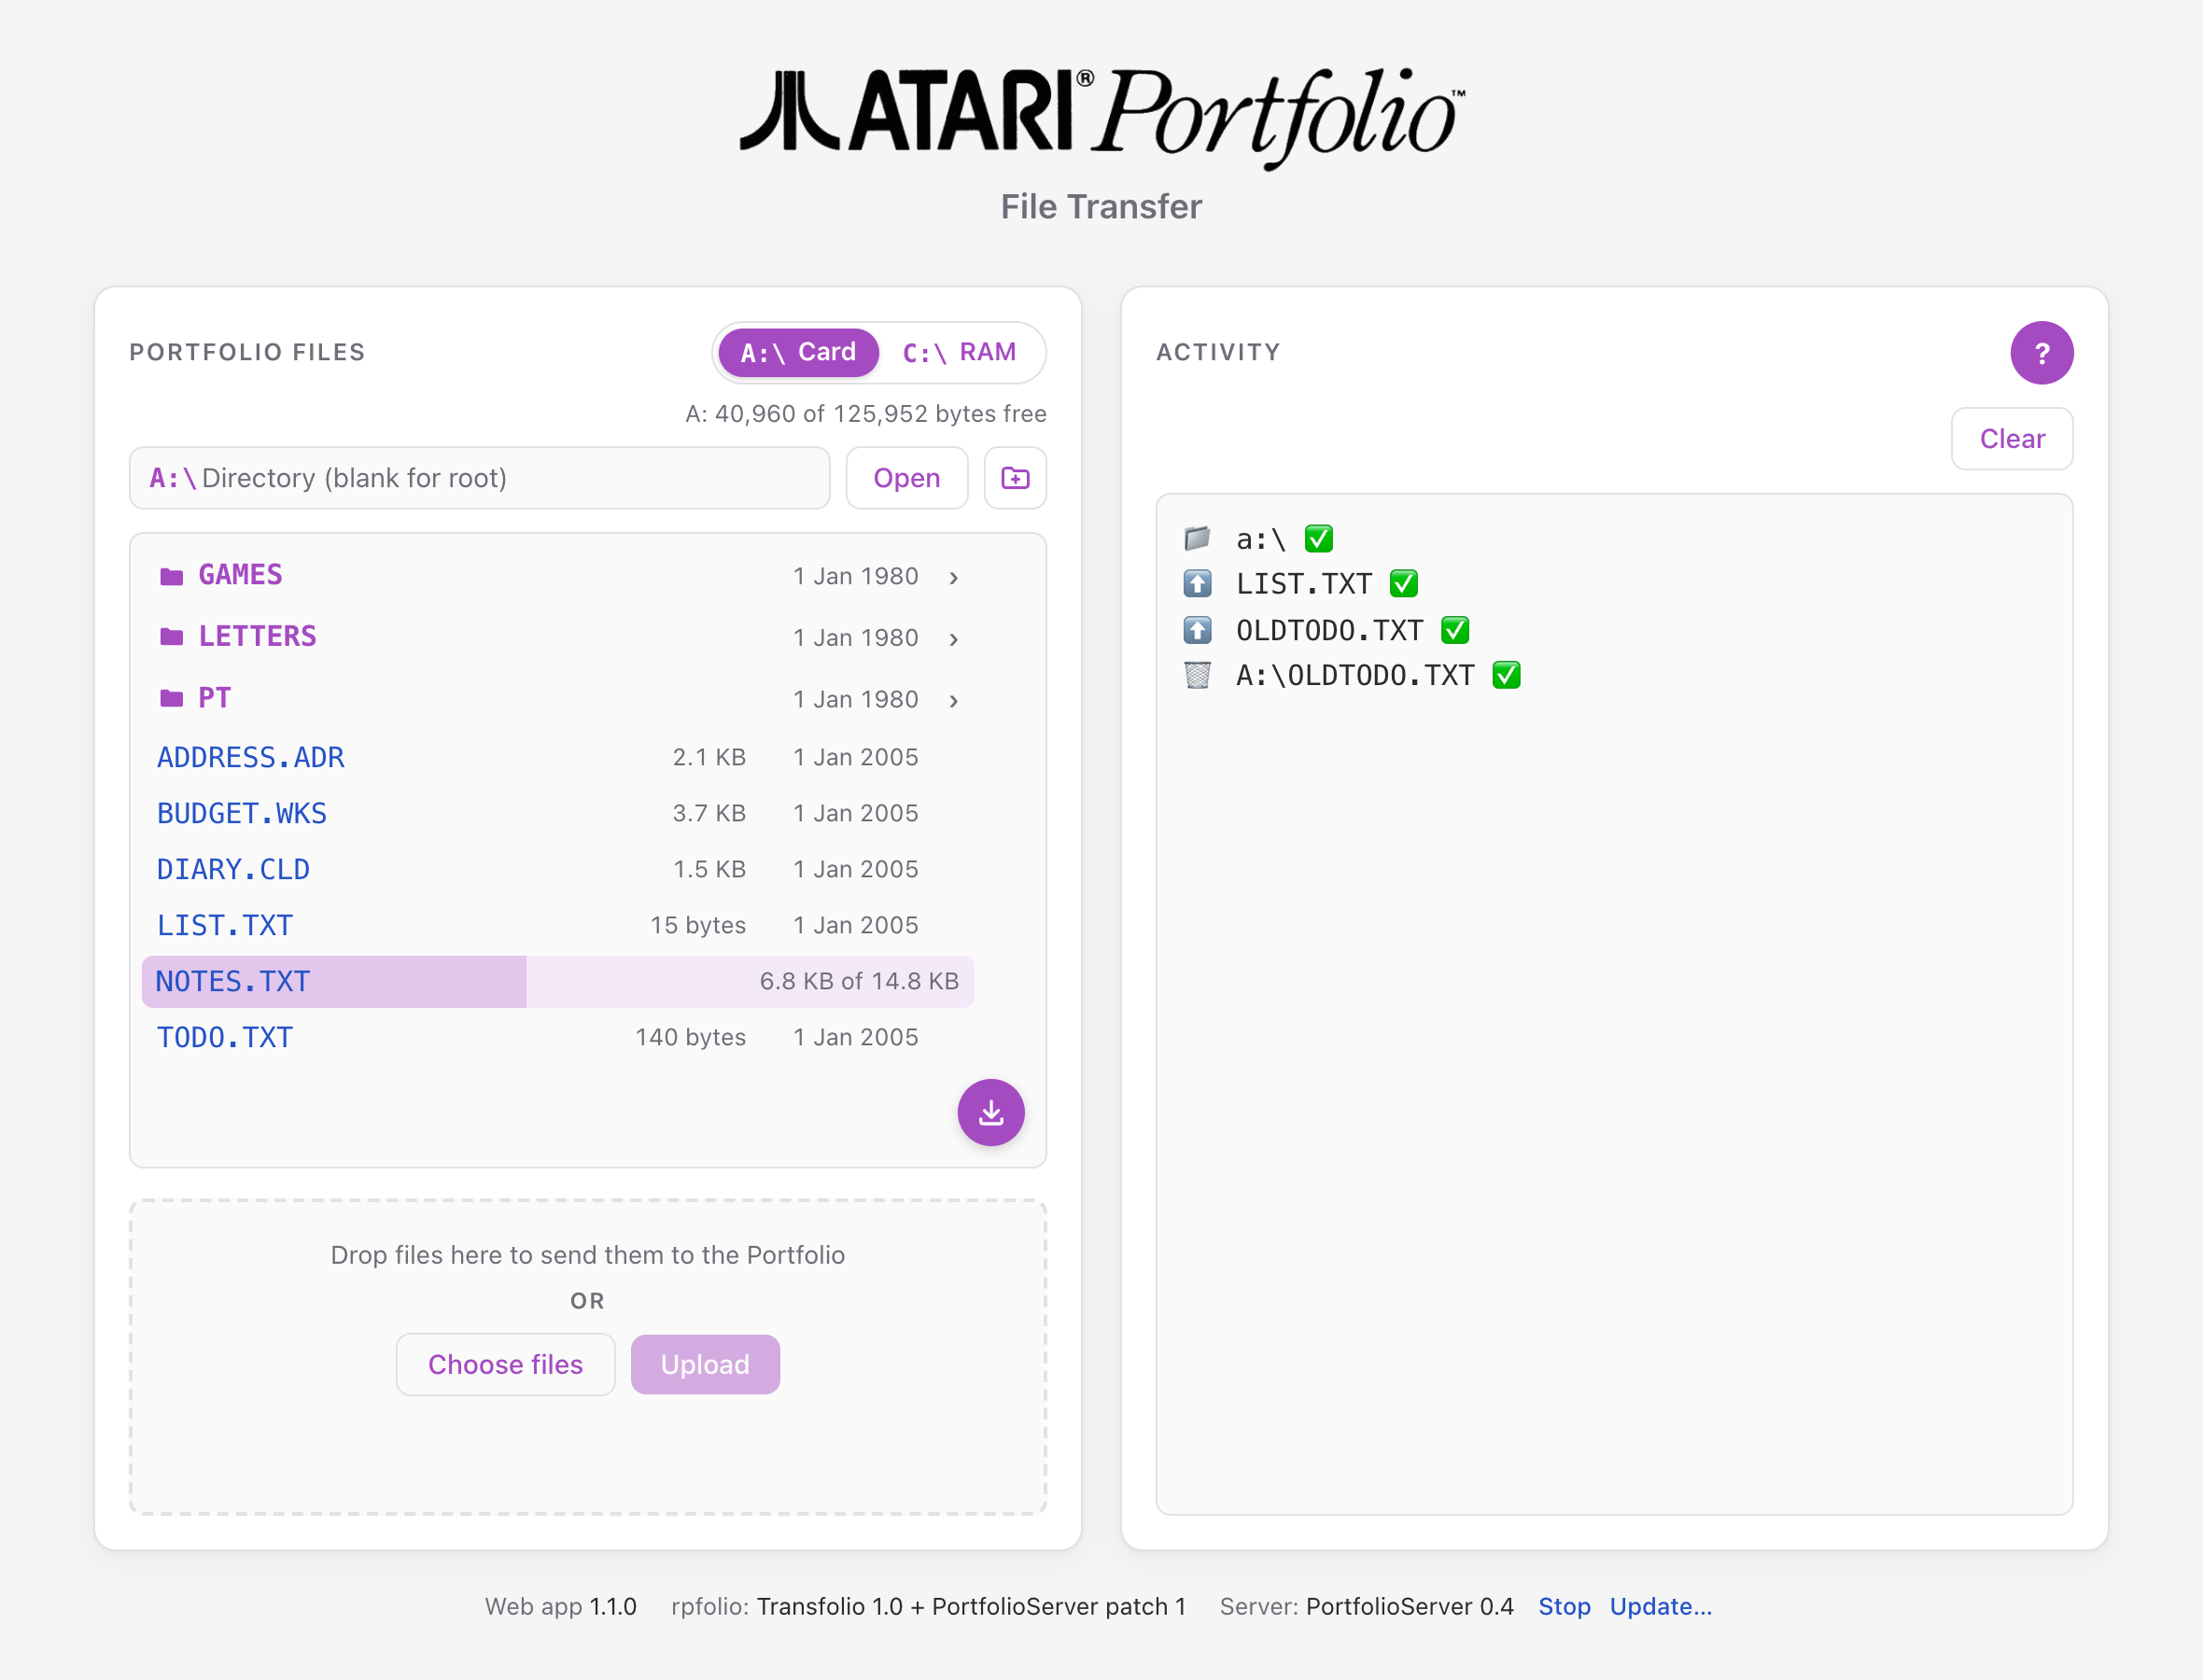 ATARI® Portfolio™
File Transfer
PORTFOLIO FILES
A:\ Card C:\ RAM
A: 40,960 of 125,952 bytes free
A:\ Directory (blank for root) Open
GAMES 1 Jan 1980 ›
LETTERS 1 Jan 1980 ›
PT 1 Jan 1980 ›
ADDRESS.ADR 2.1 KB 1 Jan 2005
BUDGET.WKS 3.7 KB 1 Jan 2005
DIARY.CLD 1.5 KB 1 Jan 2005
LIST.TXT 15 bytes 1 Jan 2005
NOTES.TXT 6.8 KB of 14.8 KB
TODO.TXT 140 bytes 1 Jan 2005
Drop files here to send them to the Portfolio
OR
Choose files Upload
ACTIVITY ?
Clear
a:\
LIST.TXT
OLDTODO.TXT
A:\OLDTODO.TXT
Web app 1.1.0 rpfolio: Transfolio 1.0 + PortfolioServer patch 1 Server: PortfolioServer 0.4 Stop Update...